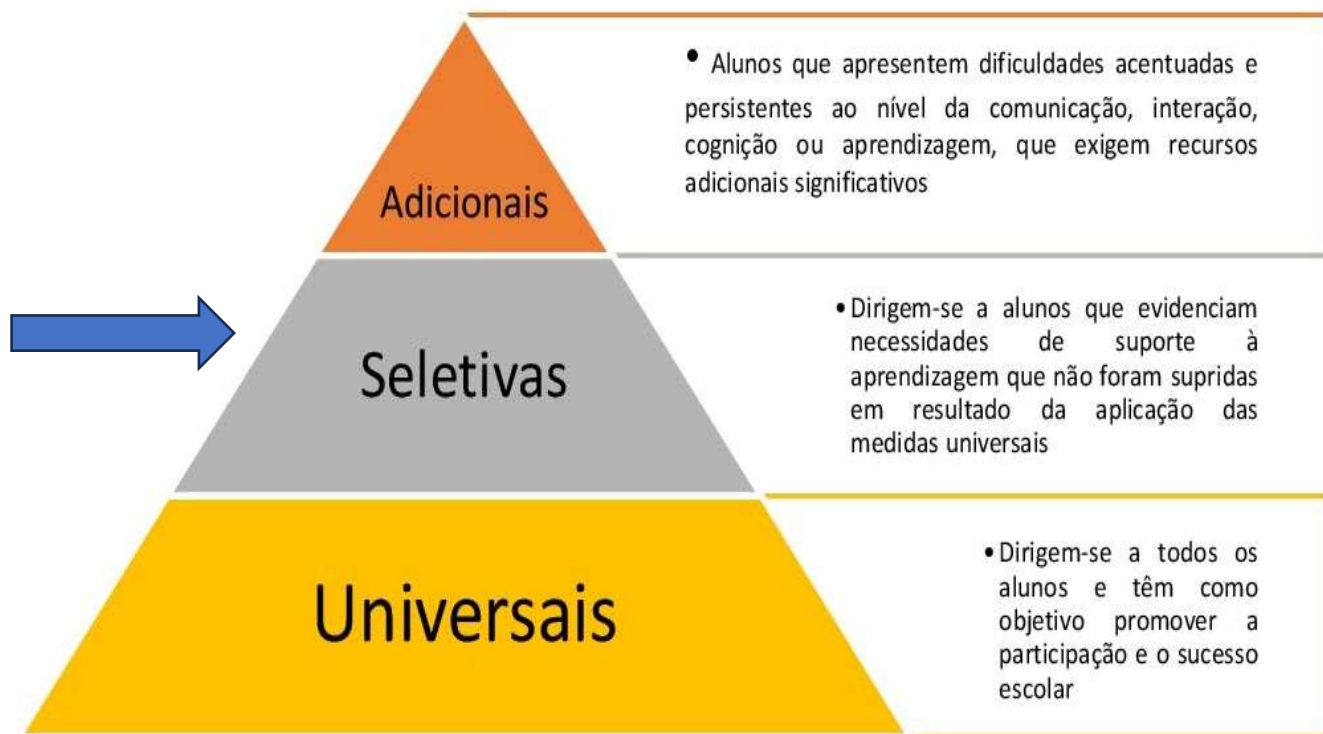 • Alunos que apresentem dificuldades acentuadas e
persistentes ao nível da comunicação, interação,
cognição ou aprendizagem, que exigem recursos
adicionais significativos
Adicionais
•Dirigem-se a alunos que evidenciam
necessidades de suporte à
aprendizagem que não foram supridas
em resultado da aplicação das
medidas universais
Seletivas
•Dirigem-se a todos os
alunos e têm como
objetivo promover a
participação e o sucesso
escolar
Universais